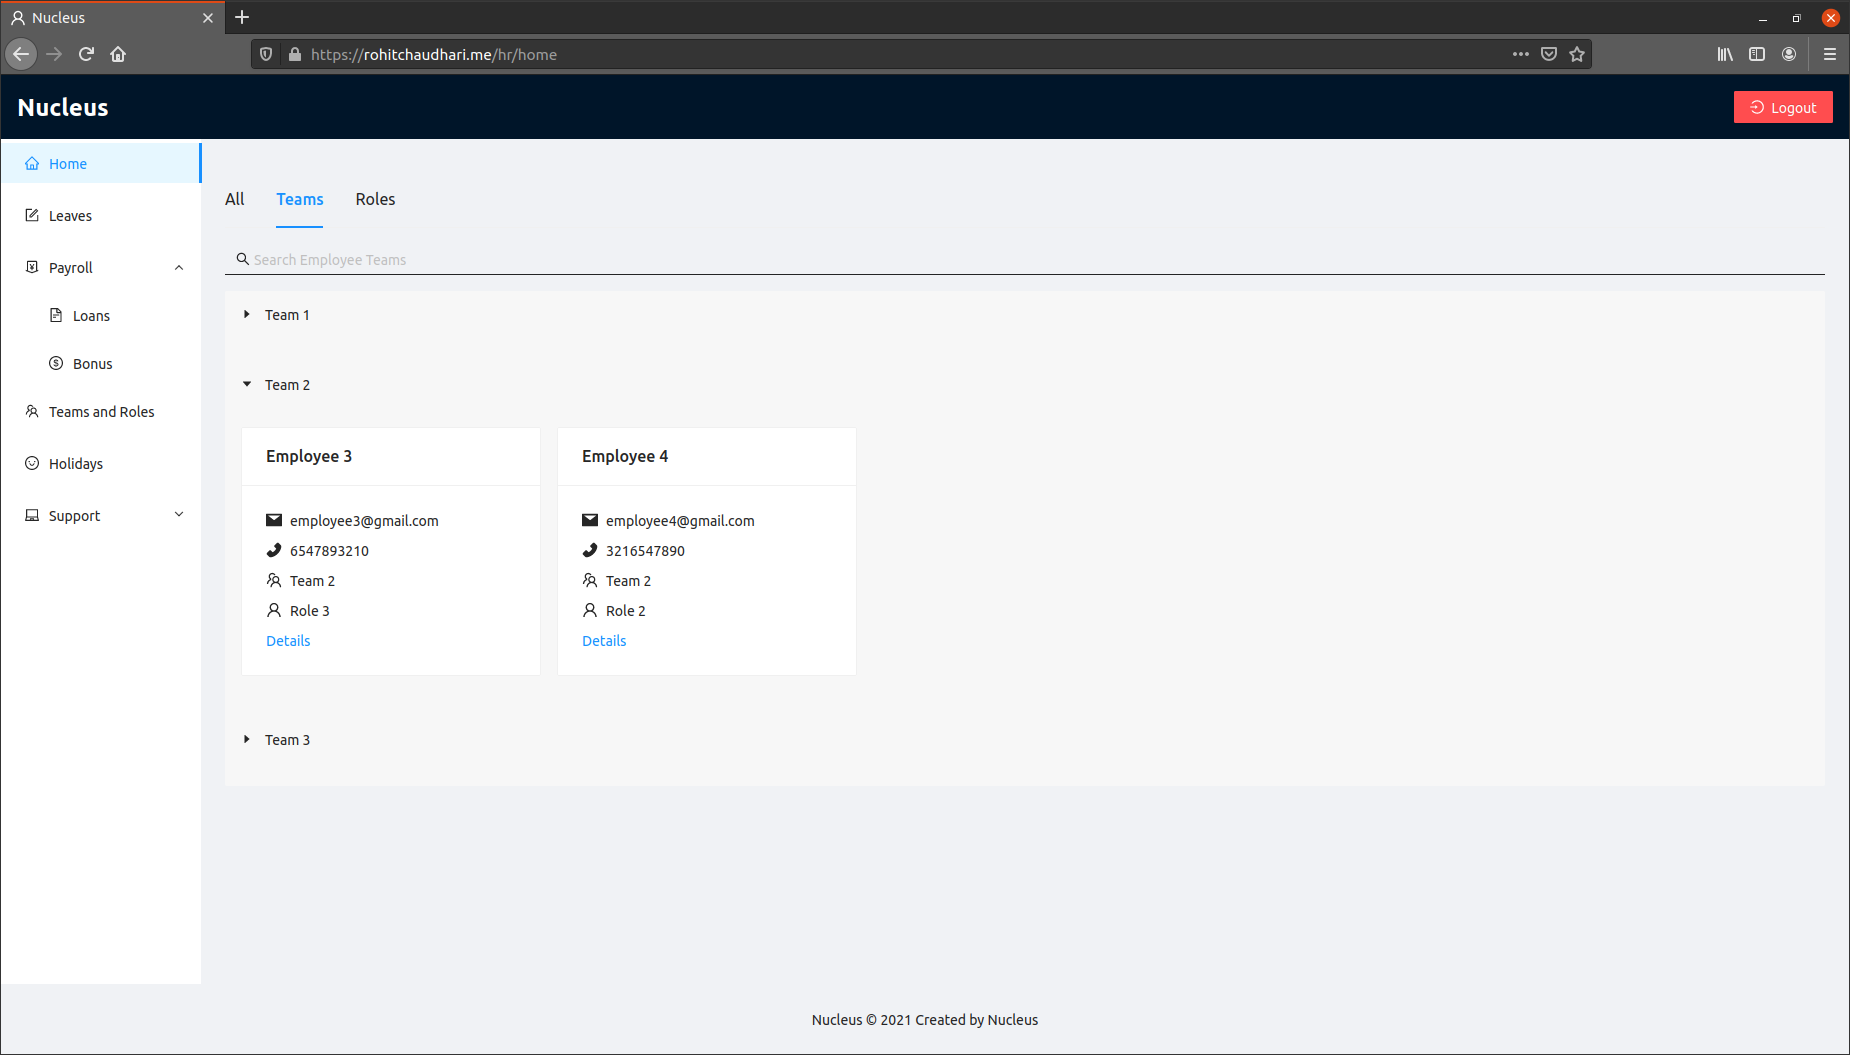 Nucleus
https://rohitchaudhari.me/hr/home
Nucleus
Logout
Home
Leaves
Payroll
Loans
Bonus
Teams and Roles
Holidays
Support
All Teams Roles
Search Employee Teams
Team 1
Team 2
Employee 3
employee3@gmail.com
6547893210
Team 2
Role 3
Details
Employee 4
employee4@gmail.com
3216547890
Team 2
Role 2
Details
Team 3
Nucleus © 2021 Created by Nucleus